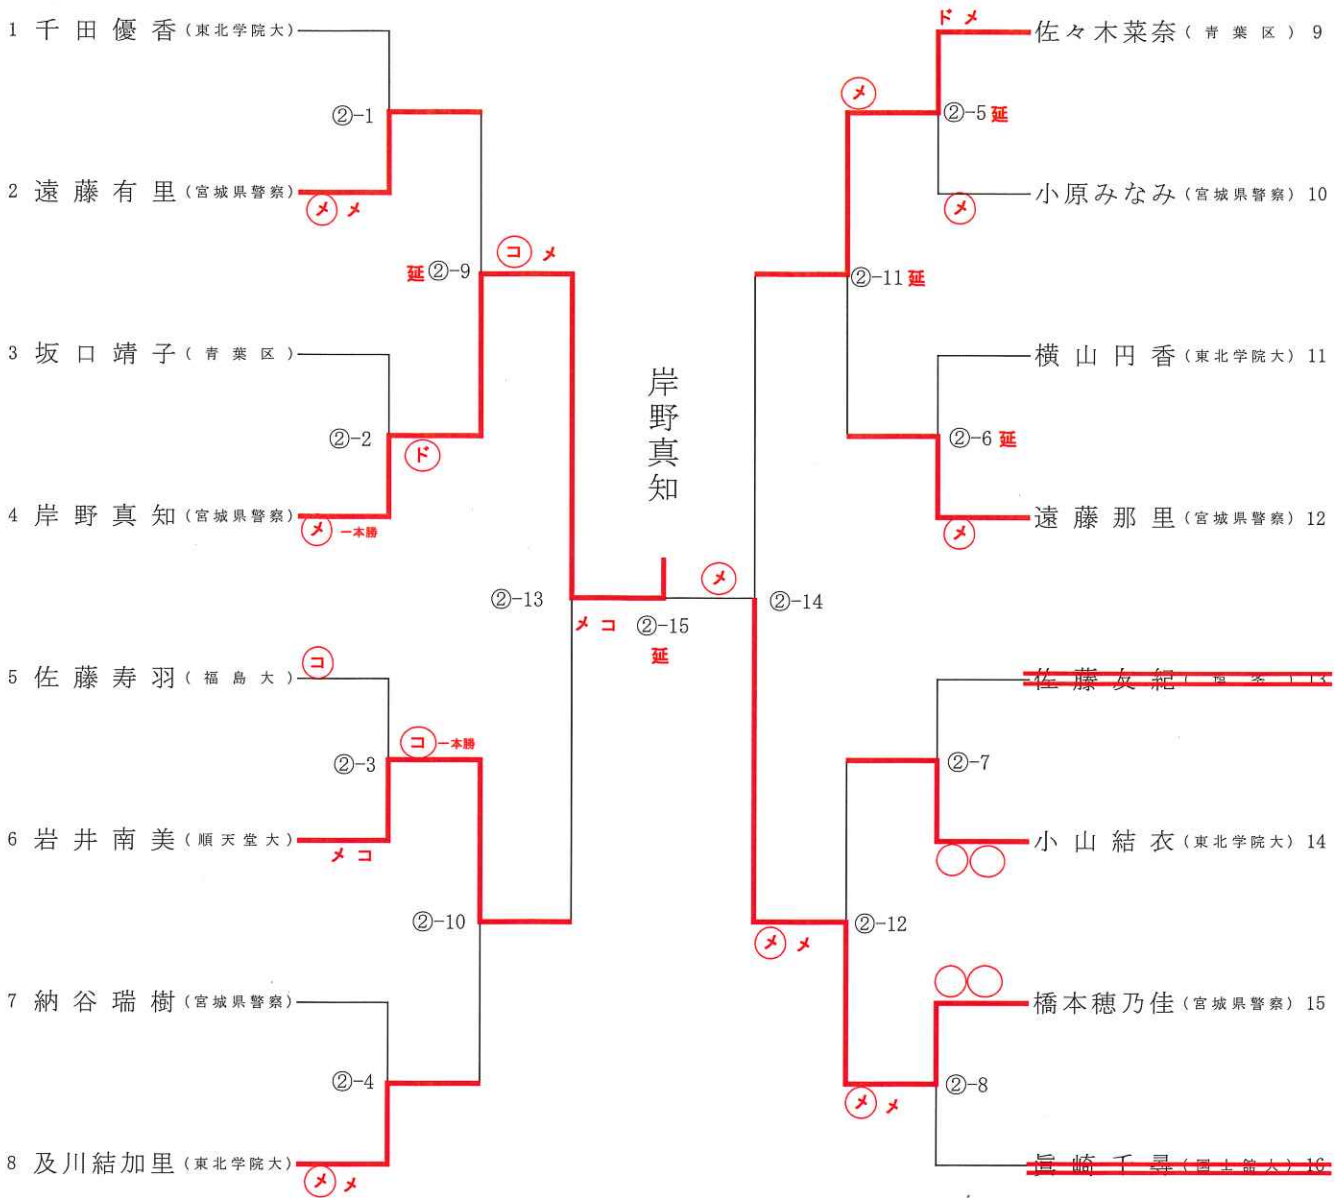 1 千田優香(東北学院大)
②-1
2 遠藤有里(宮城県警察)
メ メ
延 ②-9
コ メ
3 坂口靖子(青葉区)
②-2
ド
4 岸野真知(宮城県警察)
メ 一本勝
②-13
5 佐藤寿羽(福島大)
コ
②-3
コ 一本勝
6 岩井南美(順天堂大)
メ コ
②-10
7 納谷瑞樹(宮城県警察)
②-4
8 及川結加里(東北学院大)
メ メ
岸野真知
メ コ
②-15
延
メ
ド メ
佐々木菜奈(青葉区) 9
メ
②-5 延
小原みなみ(宮城県警察) 10
メ
②-11 延
横山円香(東北学院大) 11
②-6 延
遠藤那里(宮城県警察) 12
メ
②-14
佐藤友紀 13
②-7
小山結衣(東北学院大) 14
②-12
メ メ
橋本穂乃佳(宮城県警察) 15
②-8
メ メ
眞崎千尋(国士舘大) 16